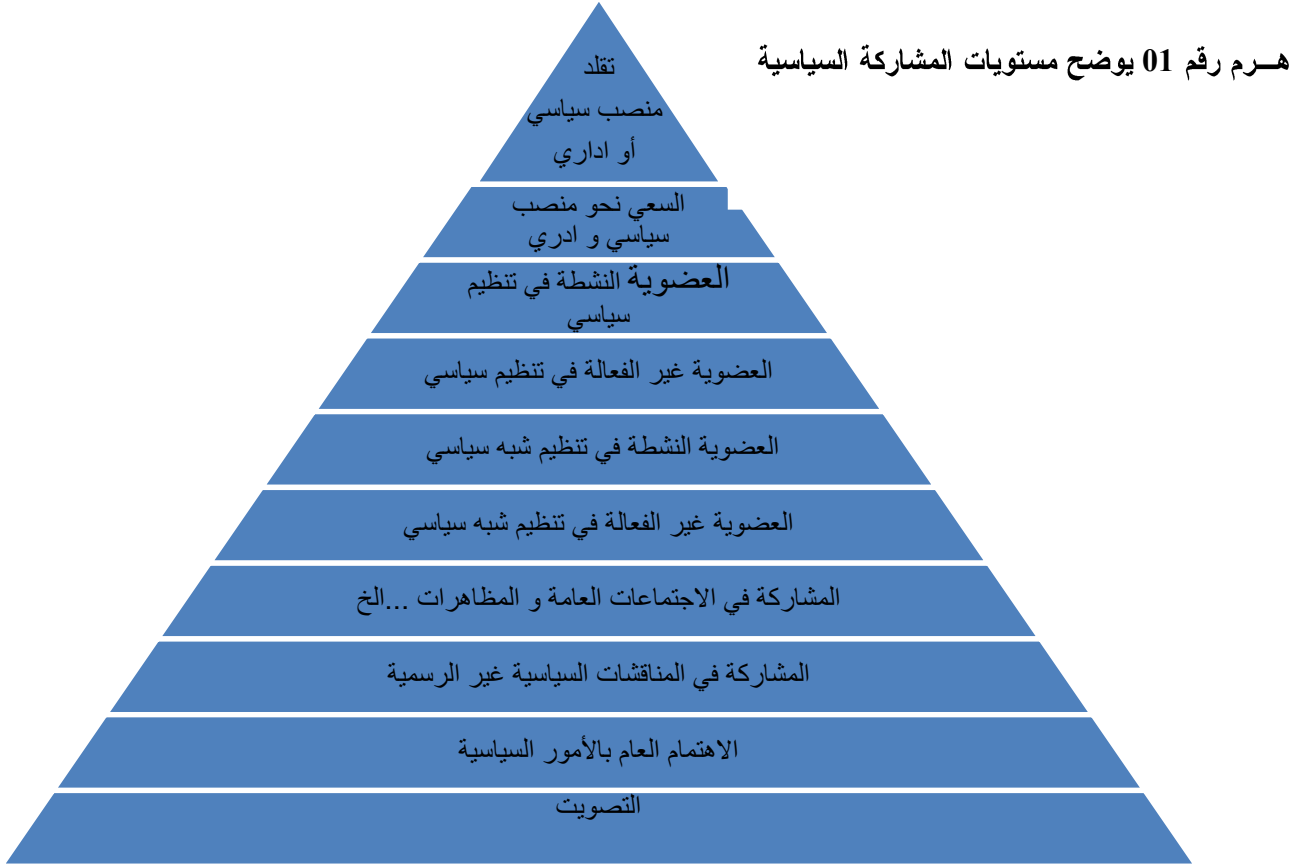 هـــرم رقم 01 يوضح مستويات المشاركة السياسية
تقلد
منصب سياسي
أو اداري
السعي نحو منصب
سياسي و ادري
العضوية النشطة في تنظيم
سياسي
العضوية غير الفعالة في تنظيم سياسي
العضوية النشطة في تنظيم شبه سياسي
العضوية غير الفعالة في تنظيم شبه سياسي
المشاركة في الاجتماعات العامة و المظاهرات ...الخ
المشاركة في المناقشات السياسية غير الرسمية
الاهتمام العام بالأمور السياسية
التصويت